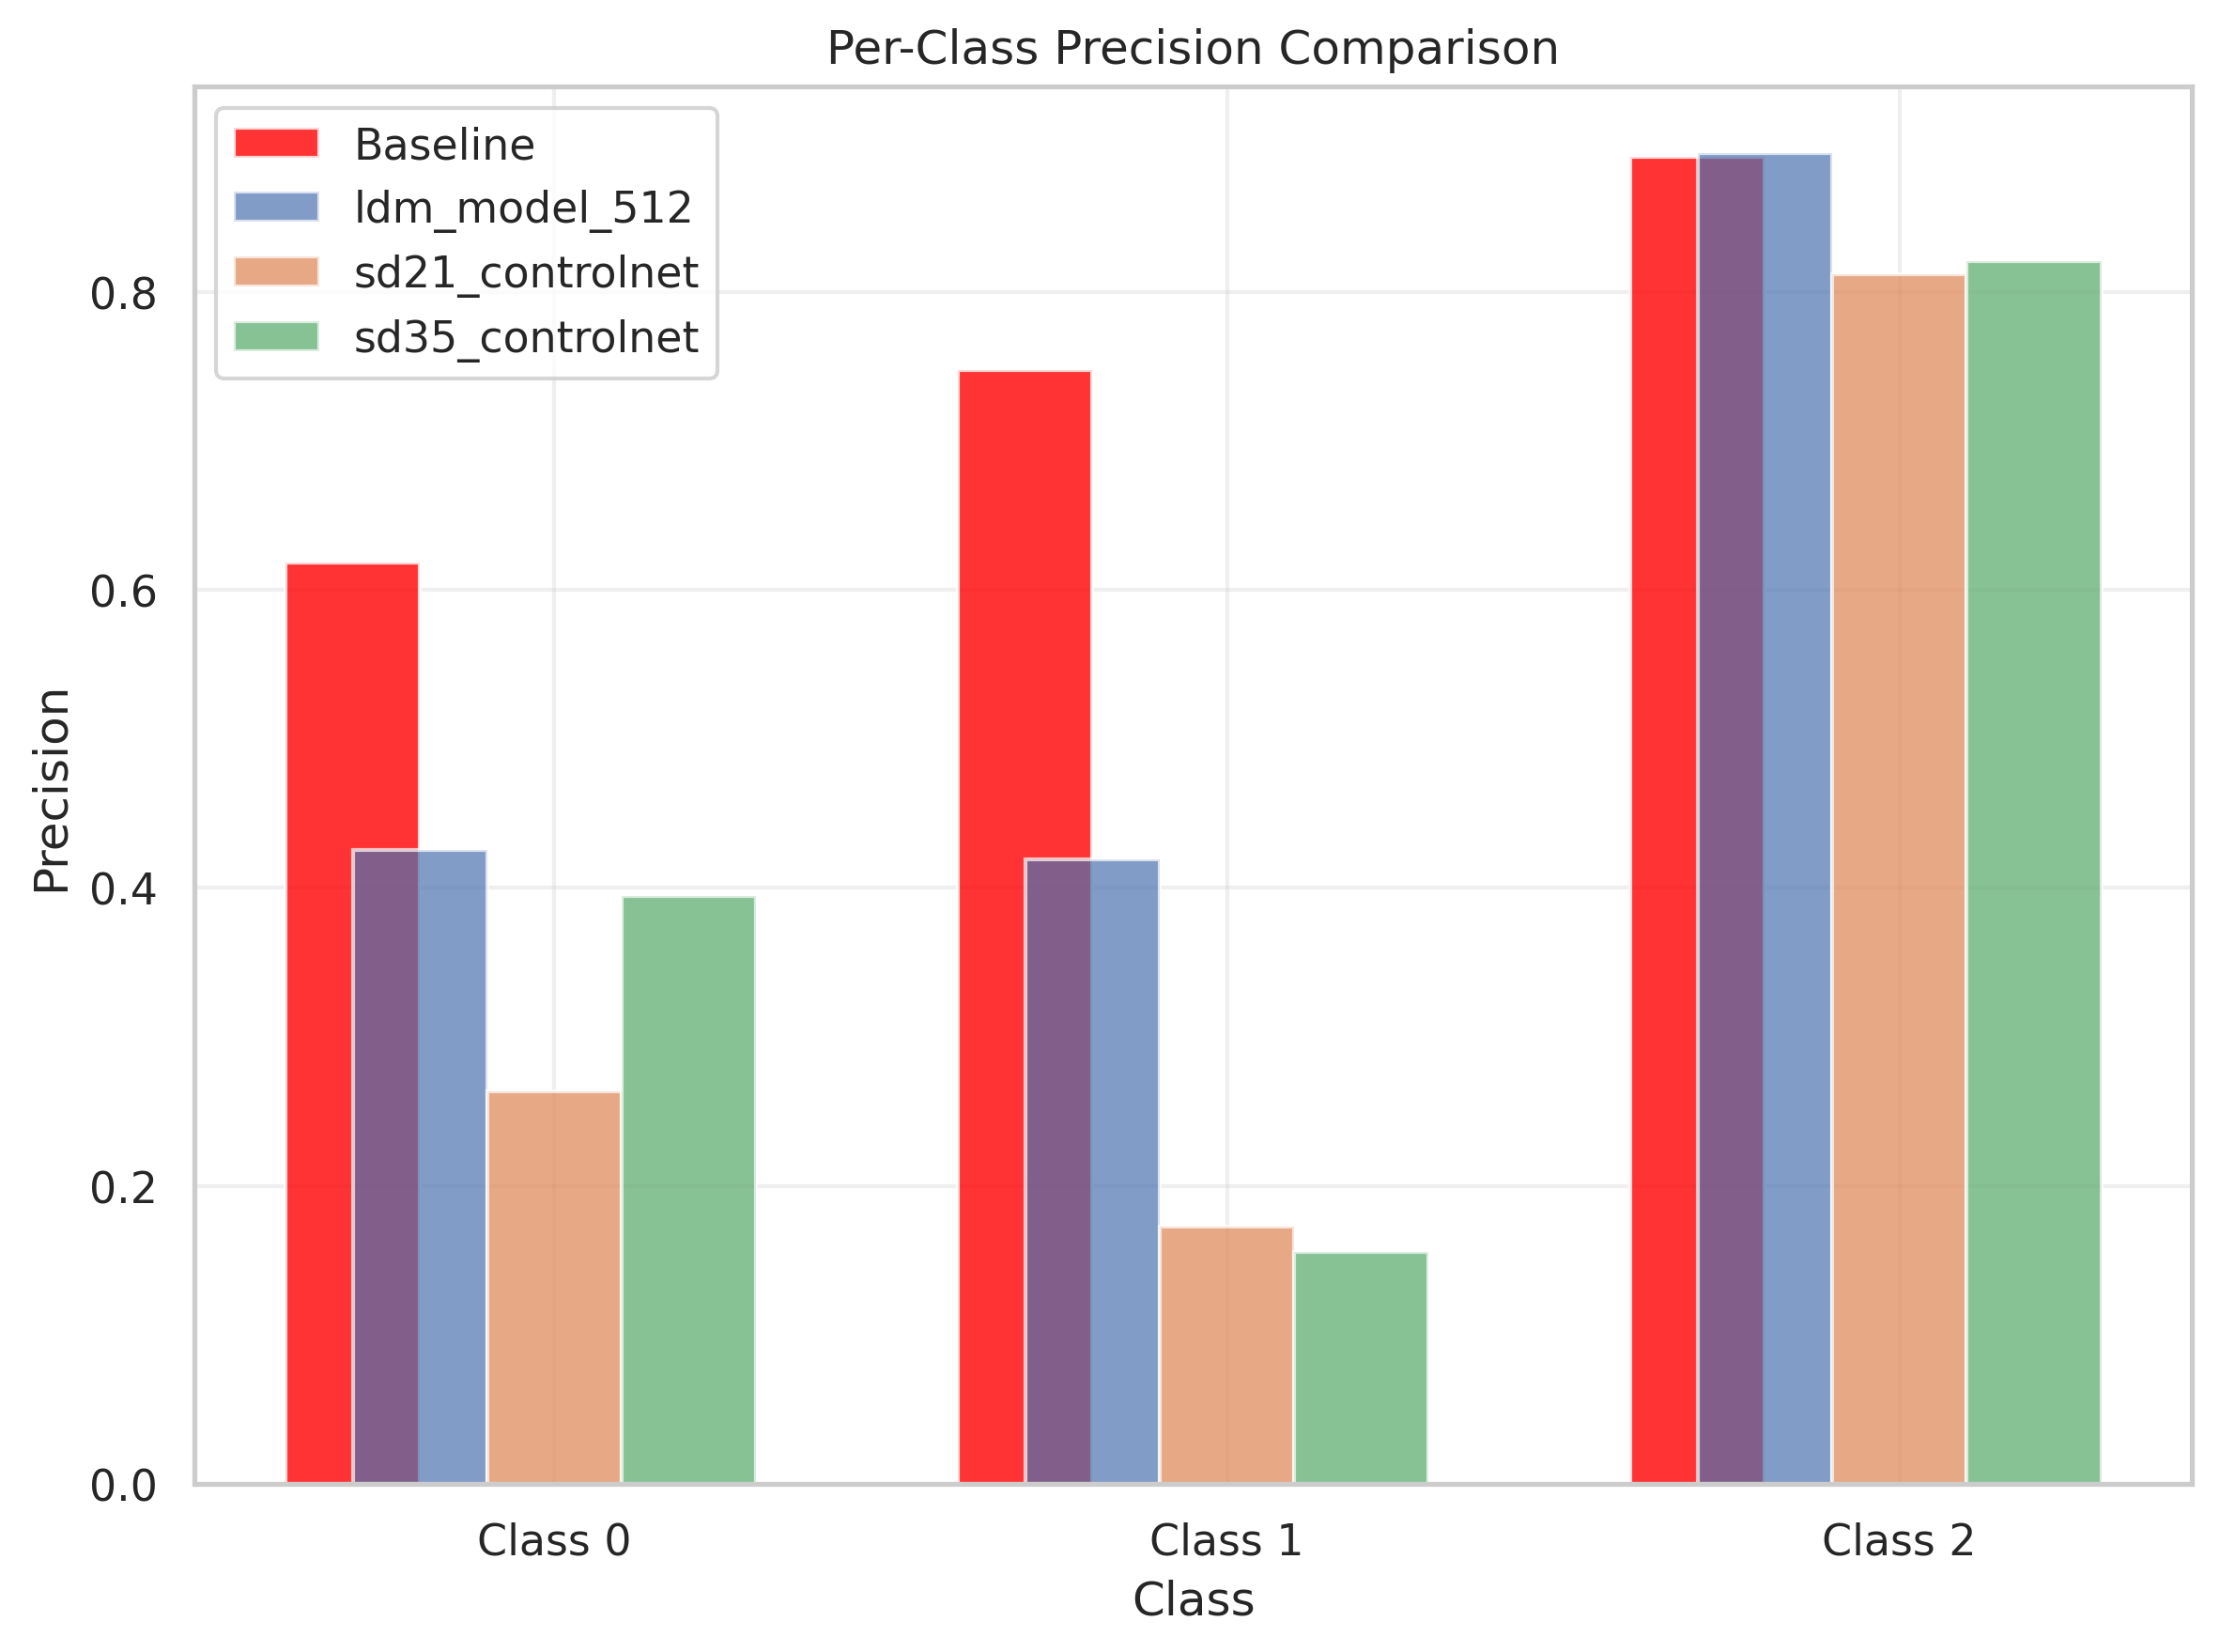 Per-Class Precision Comparison
Baseline
ldm_model_512
sd21_controlnet
sd35_controlnet
Precision
0.8
0.6
0.4
0.2
0.0
Class 0
Class 1
Class 2
Class